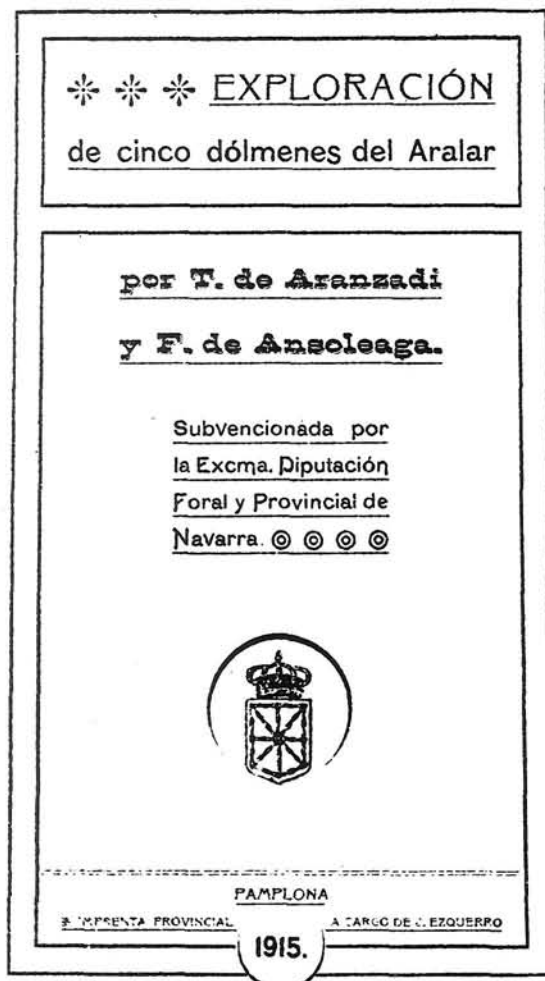 EXPLORACIÓN
de cinco dólmenes del Aralar
por T. de Aranzadi
y F. de Ansoleaga.
Subvencionada por
la Excma. Diputación
Foral y Provincial de
Navarra.
PAMPLONA
IMPRENTA PROVINCIAL A CARGO DE J. EZQUERRO
1915.